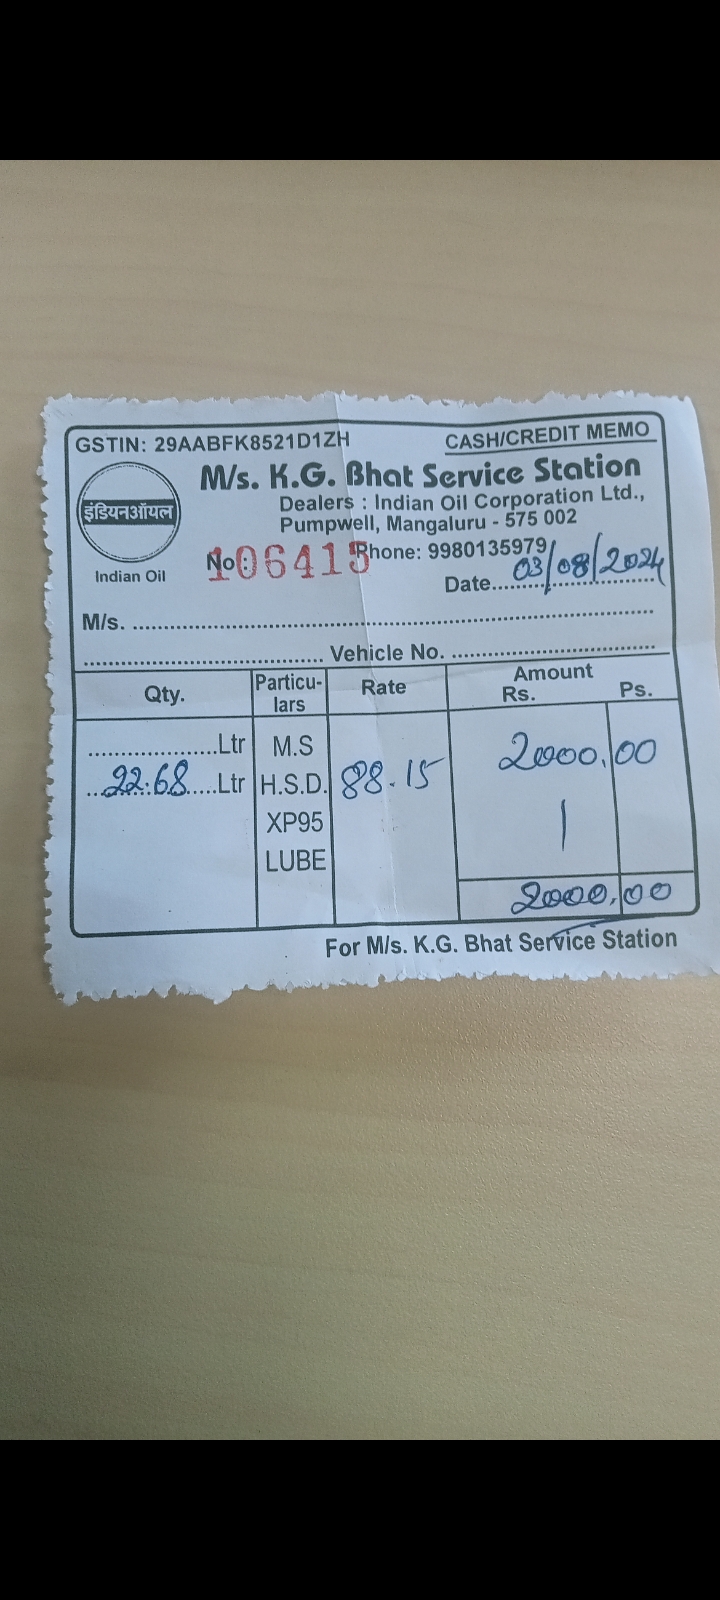 GSTIN: 29AABFK8521D1ZH
CASH/CREDIT MEMO
M/s. K.G. Bhat Service Station
इंडियनऑयल
Dealers : Indian Oil Corporation Ltd.,
Pumpwell, Mangaluru - 575 002
Indian Oil
No: 106415
Phone: 9980135979
Date 03/08/2024
M/s.
Vehicle No.
Qty. Particu-lars Rate Amount
Rs. Ps.
Ltr M.S 2000.00
22.68 Ltr H.S.D. 88.15
XP95
LUBE
2000.00
For M/s. K.G. Bhat Service Station